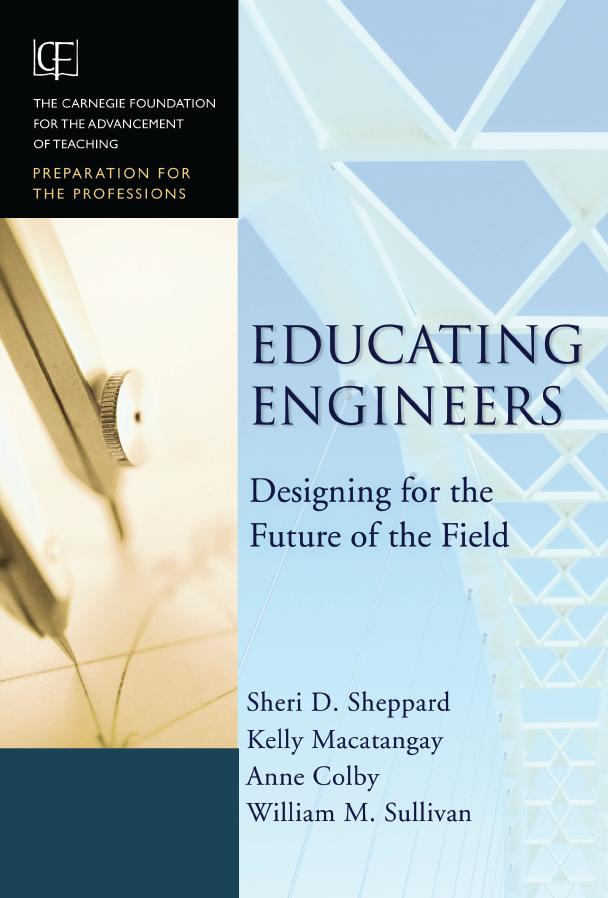 CF
THE CARNEGIE FOUNDATION
FOR THE ADVANCEMENT
OF TEACHING
PREPARATION FOR
THE PROFESSIONS
EDUCATING
ENGINEERS
Designing for the
Future of the Field
Sheri D. Sheppard
Kelly Macatangay
Anne Colby
William M. Sullivan